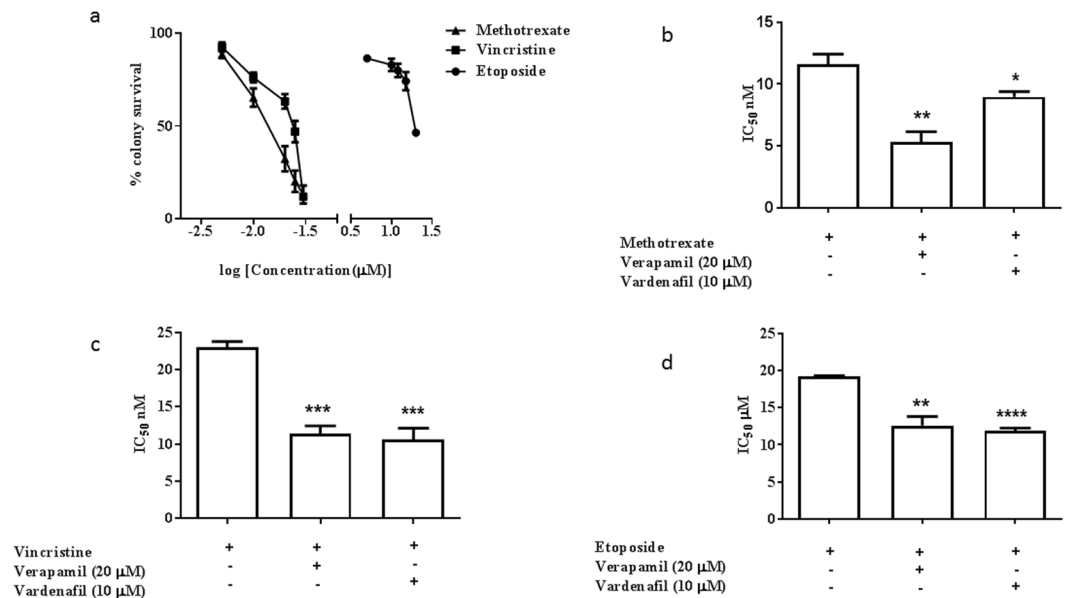 a
100
50
0
% colony survival
-2.5 -2.0 -1.5 0.5 1.0 1.5
log [Concentration(µM)]
Methotrexate
Vincristine
Etoposide
b
15
10
5
0
IC50 nM
**
*
Methotrexate + + +
Verapamil (20 µM) - + -
Vardenafil (10 µM) - - +
c
25
20
15
10
5
0
IC50 nM
***
***
Vincristine + + +
Verapamil (20 µM) - + -
Vardenafil (10 µM) - - +
d
25
20
15
10
5
0
IC50 µM
**
****
Etoposide + + +
Verapamil (20 µM) - + -
Vardenafil (10 µM) - - +